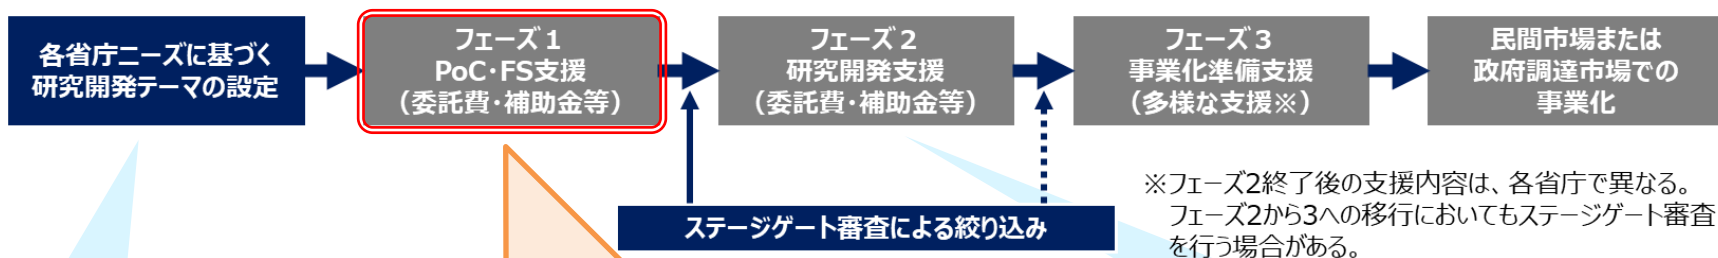 各省庁ニーズに基づく
研究開発テーマの設定
フェーズ1
PoC・FS支援
（委託費・補助金等）
フェーズ2
研究開発支援
（委託費・補助金等）
フェーズ3
事業化準備支援
（多様な支援※）
民間市場または
政府調達市場での
事業化
ステージゲート審査による絞り込み
※フェーズ2終了後の支援内容は、各省庁で異なる。
フェーズ2から3への移行においてもステージゲート審査
を行う場合がある。